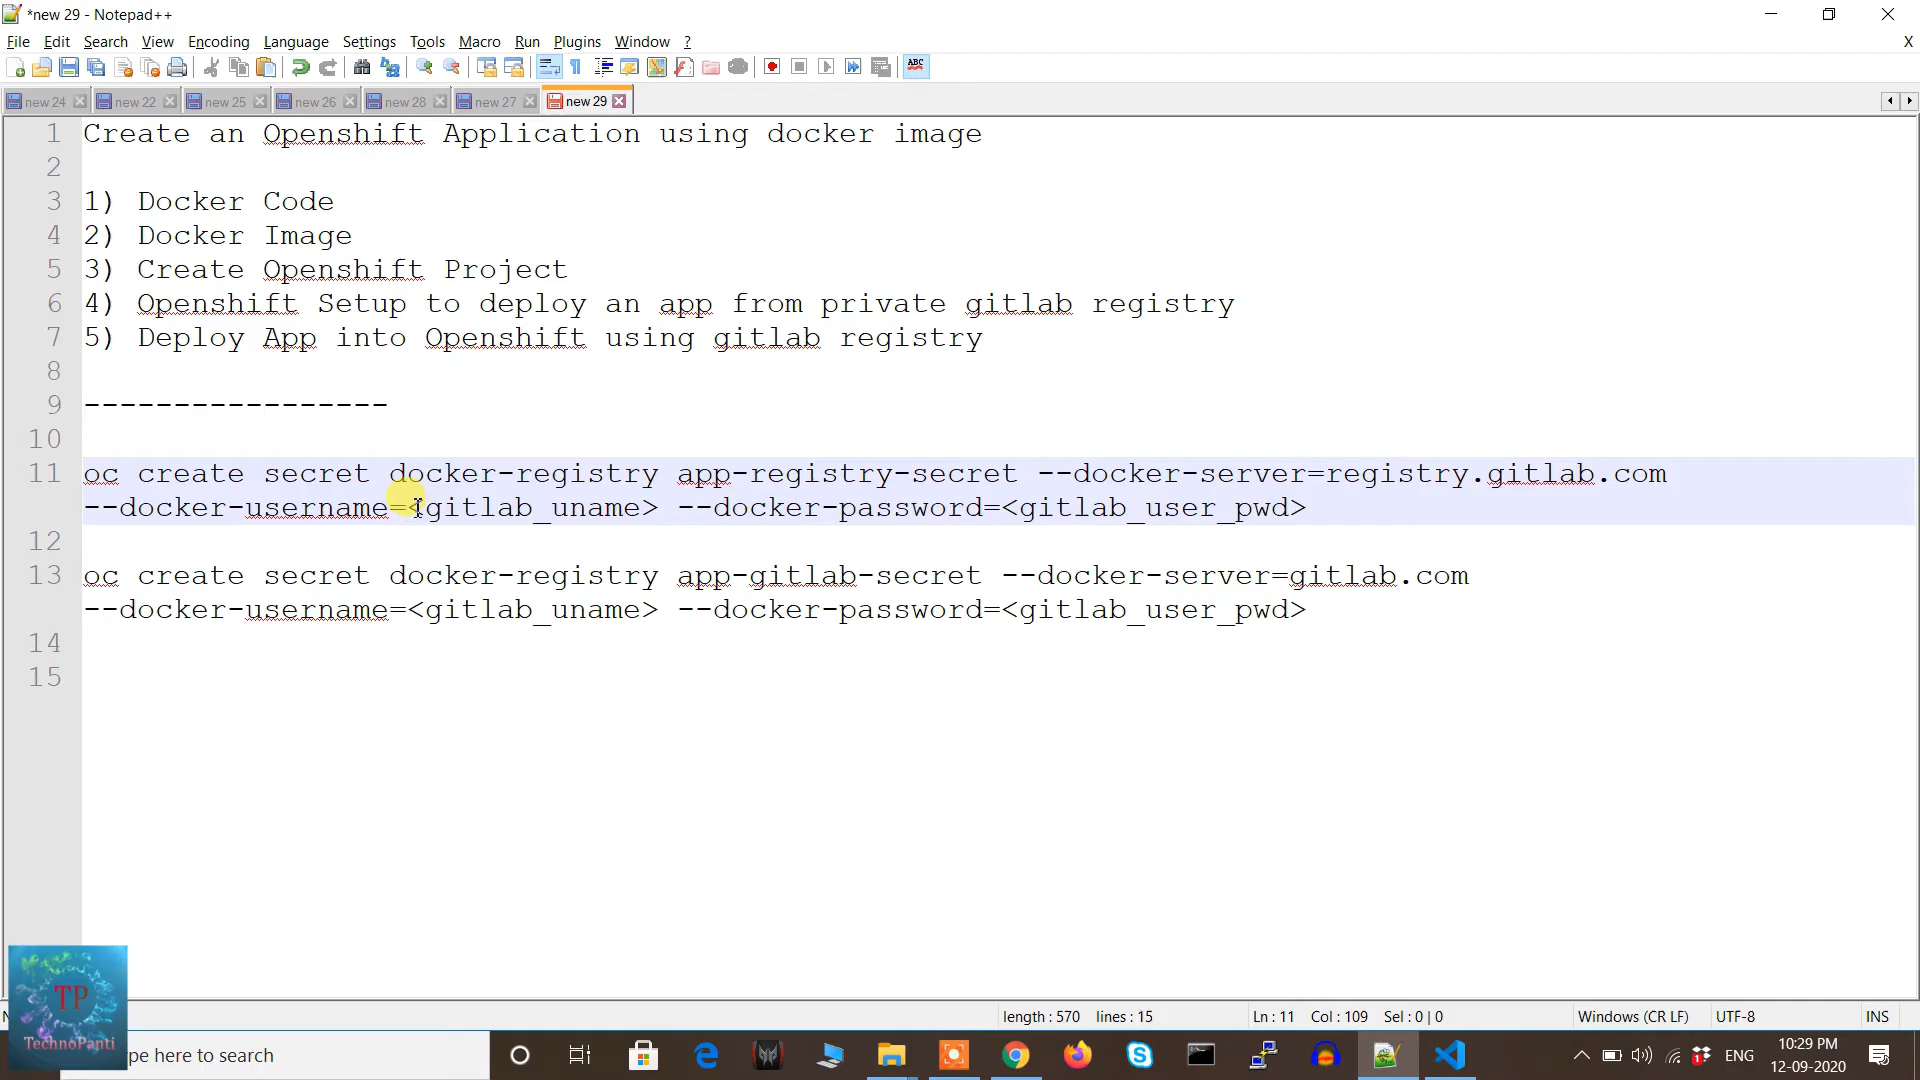 *new 29 - Notepad++
File Edit Search View Encoding Language Settings Tools Macro Run Plugins Window ? X
ABC
new 24 new 22 new 25 new 26 new 28 new 27 new 29
1 Create an Openshift Application using docker image
2
3 1) Docker Code
4 2) Docker Image
5 3) Create Openshift Project
6 4) Openshift Setup to deploy an app from private gitlab registry
7 5) Deploy App into Openshift using gitlab registry
8
9 -----------------
10
11 oc create secret docker-registry app-registry-secret --docker-server=registry.gitlab.com
--docker-username=<gitlab_uname> --docker-password=<gitlab_user_pwd>
12
13 oc create secret docker-registry app-gitlab-secret --docker-server=gitlab.com
--docker-username=<gitlab_uname> --docker-password=<gitlab_user_pwd>
14
15
TP
TechnoPanti
length : 570 lines : 15 Ln : 11 Col : 109 Sel : 0 | 0 Windows (CR LF) UTF-8 INS
pe here to search
ENG
10:29 PM
12-09-2020